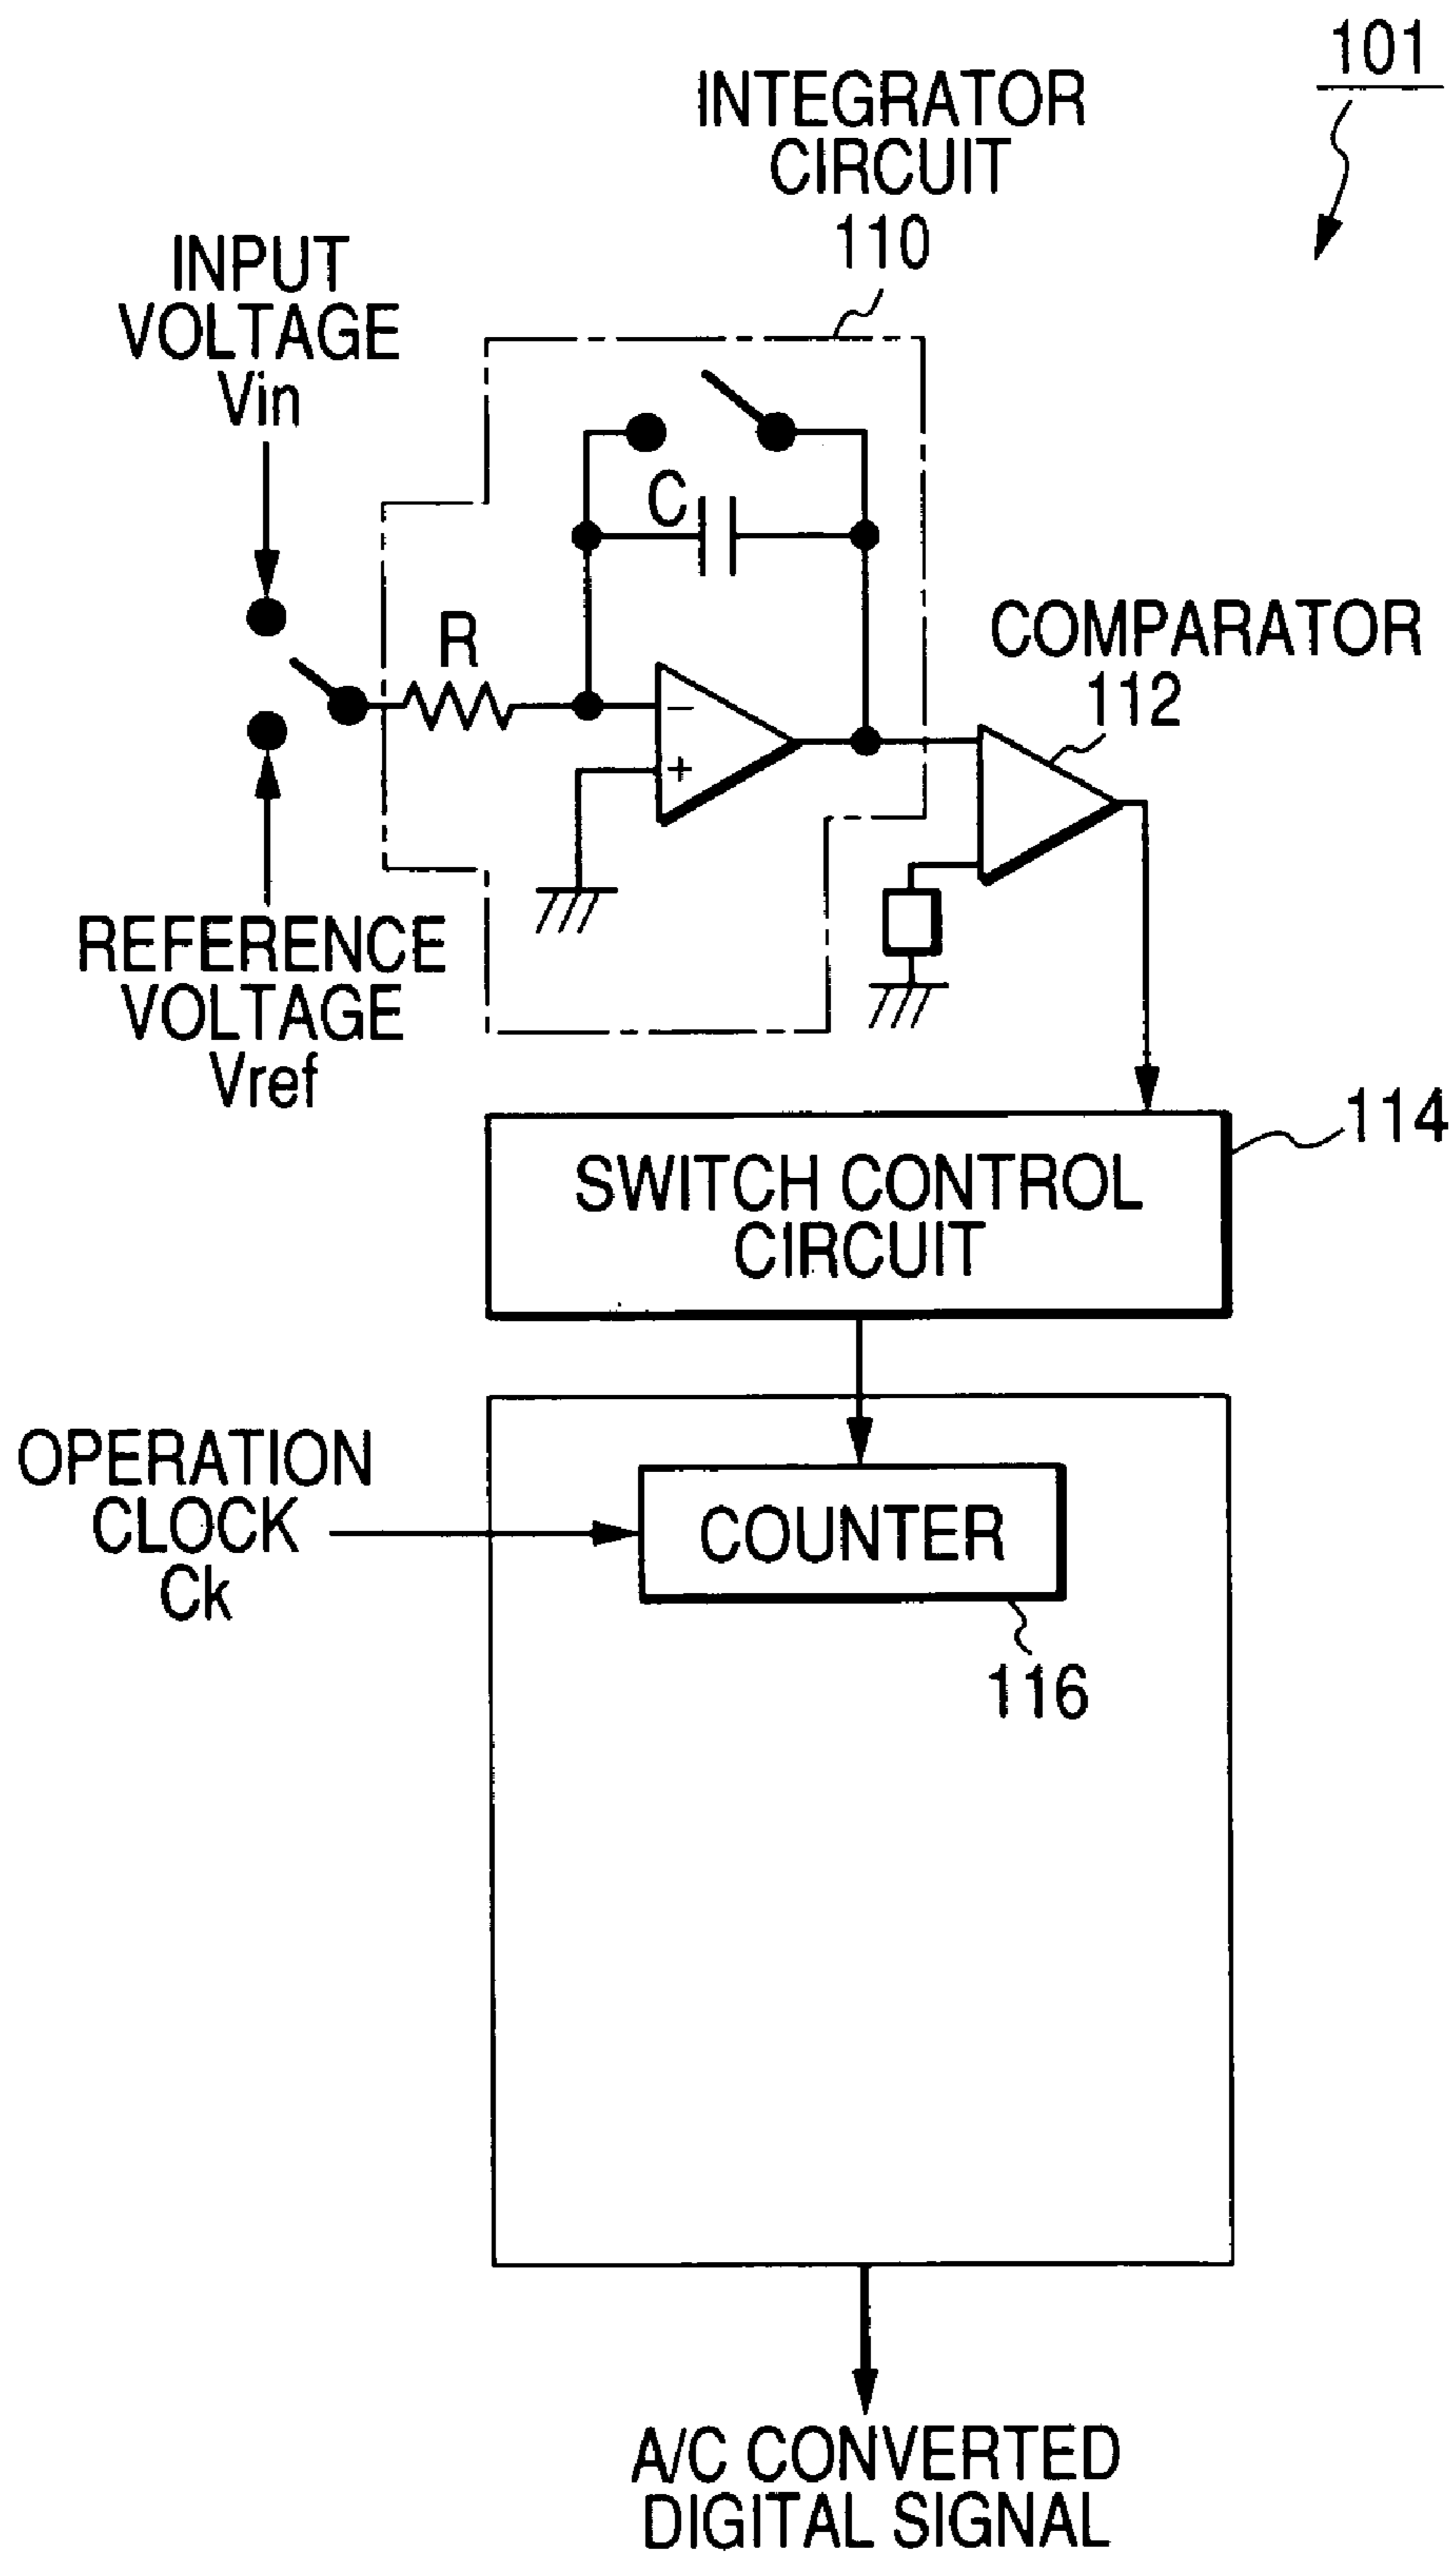 101
INTEGRATOR
CIRCUIT
110
INPUT
VOLTAGE
Vin
C
R
−
+
COMPARATOR
112
REFERENCE
VOLTAGE
Vref
114
SWITCH CONTROL
CIRCUIT
OPERATION
CLOCK
Ck
COUNTER
116
A/C CONVERTED
DIGITAL SIGNAL